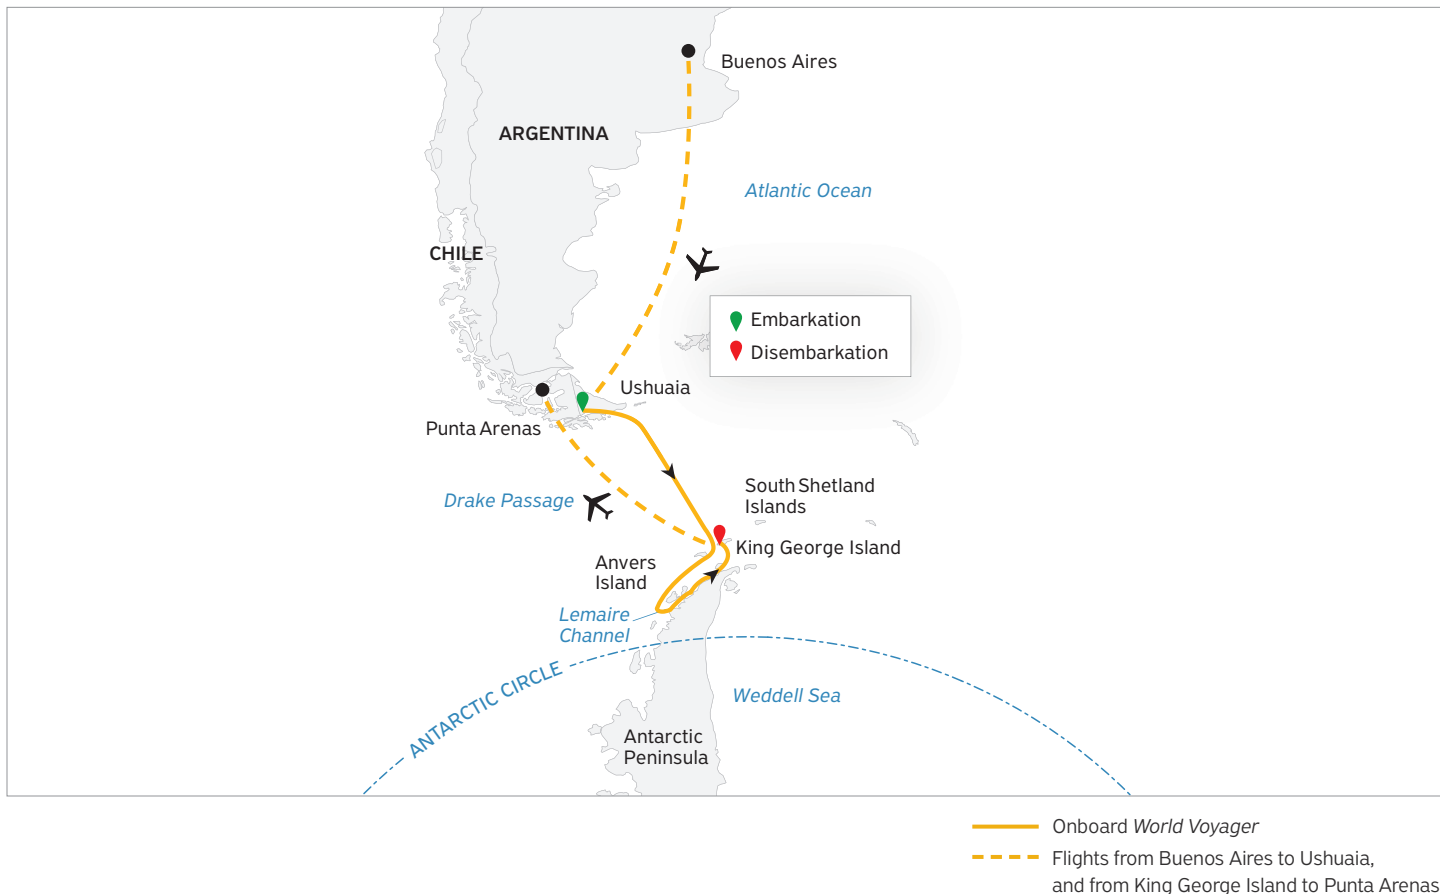 Buenos Aires
ARGENTINA
Atlantic Ocean
CHILE
Embarkation
Disembarkation
Ushuaia
Punta Arenas
South Shetland
Islands
Drake Passage
King George Island
Anvers
Island
Lemaire
Channel
ANTARCTIC CIRCLE
Weddell Sea
Antarctic
Peninsula
Onboard World Voyager
Flights from Buenos Aires to Ushuaia,
and from King George Island to Punta Arenas